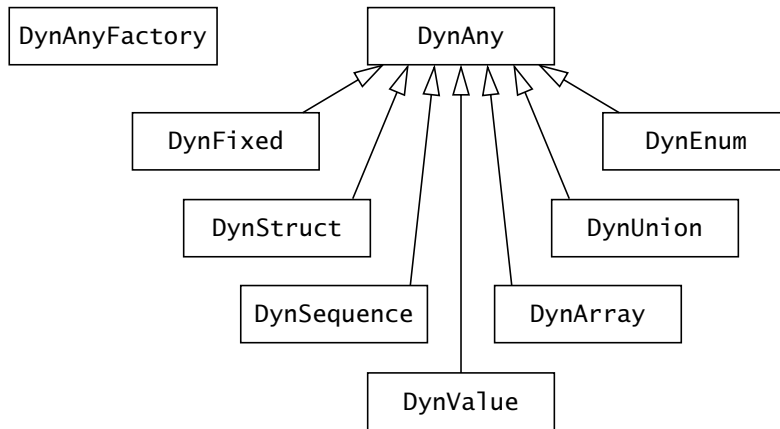 DynAnyFactory
DynAny
DynFixed
DynEnum
DynStruct
DynUnion
DynSequence
DynArray
DynValue